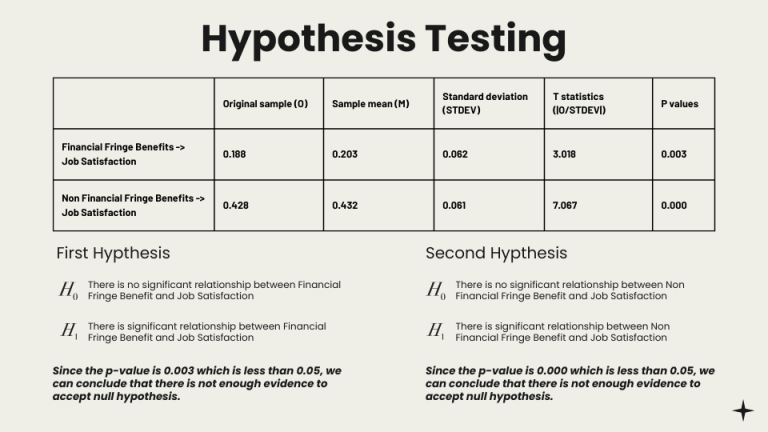 Hypothesis Testing
Original sample (O)
Sample mean (M)
Standard deviation
(STDEV)
T statistics
(|O/STDEV|)
P values
Financial Fringe Benefits ->
Job Satisfaction
0.188
0.203
0.062
3.018
0.003
Non Financial Fringe Benefits ->
Job Satisfaction
0.428
0.432
0.061
7.067
0.000
First Hypthesis
H0
There is no significant relationship between Financial
Fringe Benefit and Job Satisfaction
H1
There is significant relationship between Financial
Fringe Benefit and Job Satisfaction
Since the p-value is 0.003 which is less than 0.05, we
can conclude that there is not enough evidence to
accept null hypothesis.
Second Hypthesis
H0
There is no significant relationship between Non
Financial Fringe Benefit and Job Satisfaction
H1
There is significant relationship between Non
Financial Fringe Benefit and Job Satisfaction
Since the p-value is 0.000 which is less than 0.05, we
can conclude that there is not enough evidence to
accept null hypothesis.